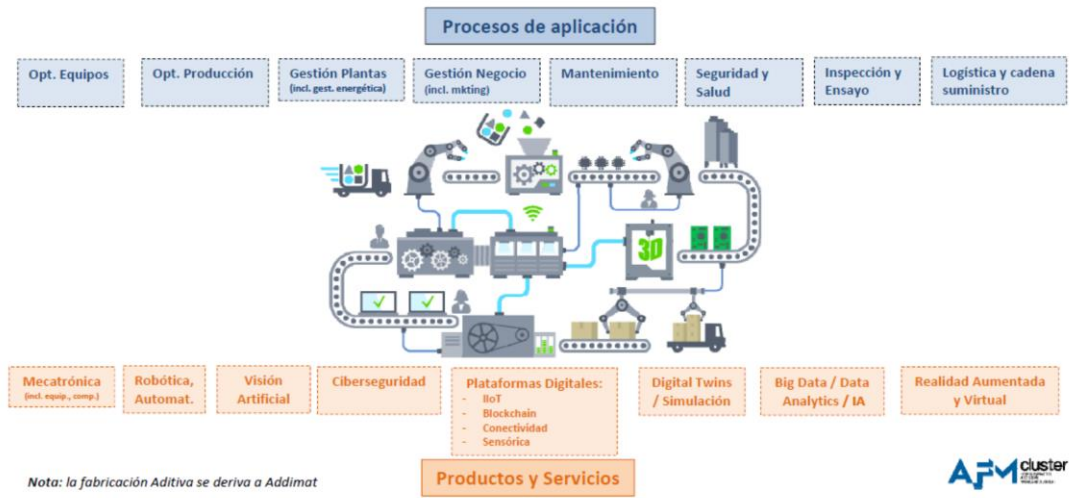 Procesos de aplicación
Opt. Equipos
Opt. Producción
Gestión Plantas
(incl. gest. energética)
Gestión Negocio
(incl. mkting)
Mantenimiento
Seguridad y
Salud
Inspección y
Ensayo
Logística y cadena
suministro
3D
Mecatrónica
(incl. equip., comp.)
Robótica,
Automat.
Visión
Artificial
Ciberseguridad
Plataformas Digitales:
- IIoT
- Blockchain
- Conectividad
- Sensórica
Digital Twins
/ Simulación
Big Data / Data
Analytics / IA
Realidad Aumentada
y Virtual
Productos y Servicios
Nota: la fabricación Aditiva se deriva a Addimat
AFM cluster